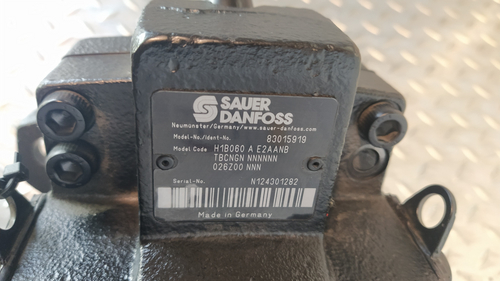 SAUER
DANFOSS
Neumünster/Germany/www.sauer-danfoss.com
Model-No./Ident-No. 83015919
Model Code H1B060 A E2AANB
TBCNGN NNNNNN
026Z00 NNN
Serial-No. N124301282
Made in Germany